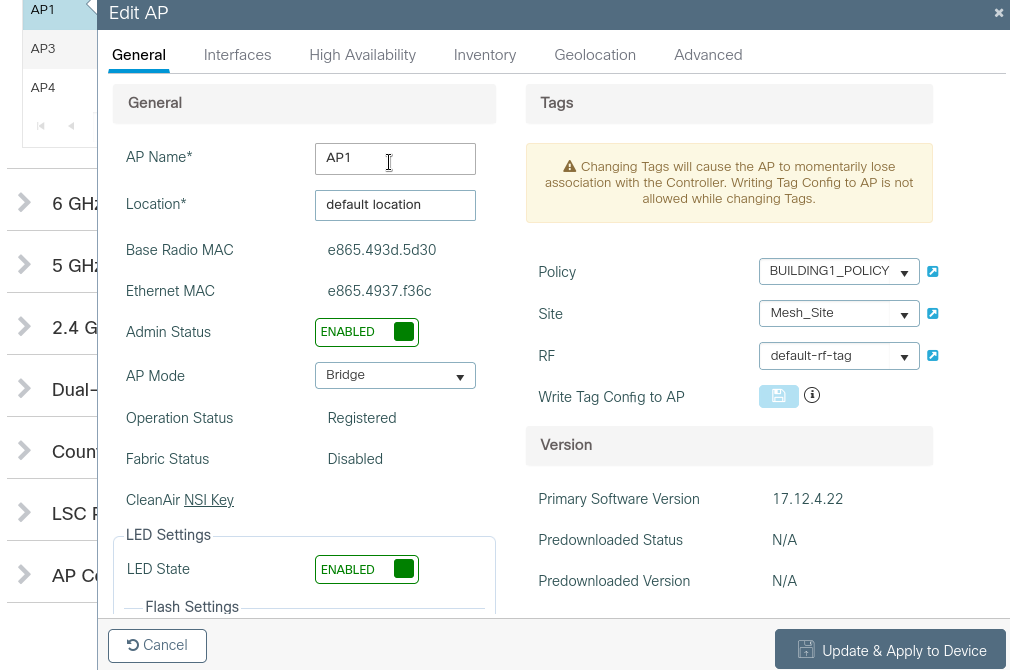 AP1
AP3
AP4
6 GHz
5 GHz
2.4 G
Dual-
Coun
LSC P
AP Co
Edit AP
General
Interfaces
High Availability
Inventory
Geolocation
Advanced
General
AP Name*
AP1
Location*
default location
Base Radio MAC
e865.493d.5d30
Ethernet MAC
e865.4937.f36c
Admin Status
ENABLED
AP Mode
Bridge
Operation Status
Registered
Fabric Status
Disabled
CleanAir NSI Key
LED Settings
LED State
ENABLED
Flash Settings
Tags
Changing Tags will cause the AP to momentarily lose
association with the Controller. Writing Tag Config to AP is not
allowed while changing Tags.
Policy
BUILDING1_POLICY
Site
Mesh_Site
RF
default-rf-tag
Write Tag Config to AP
Version
Primary Software Version
17.12.4.22
Predownloaded Status
N/A
Predownloaded Version
N/A
Cancel
Update & Apply to Device